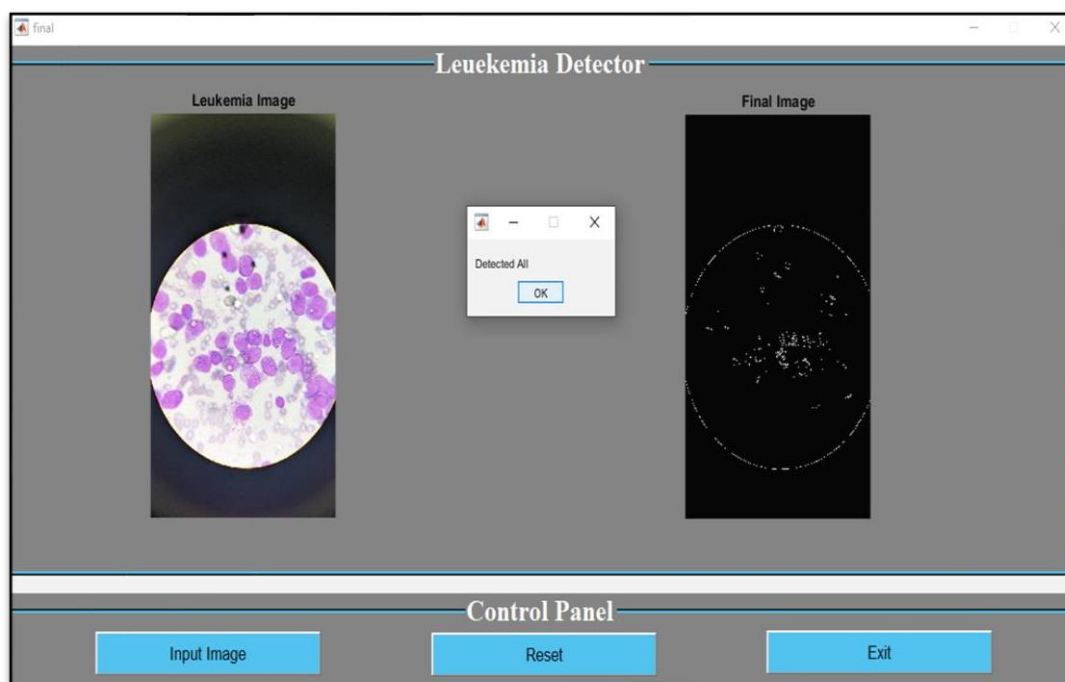 final
Leuekemia Detector
Leukemia Image
Final Image
Detected All
OK
Control Panel
Input Image
Reset
Exit